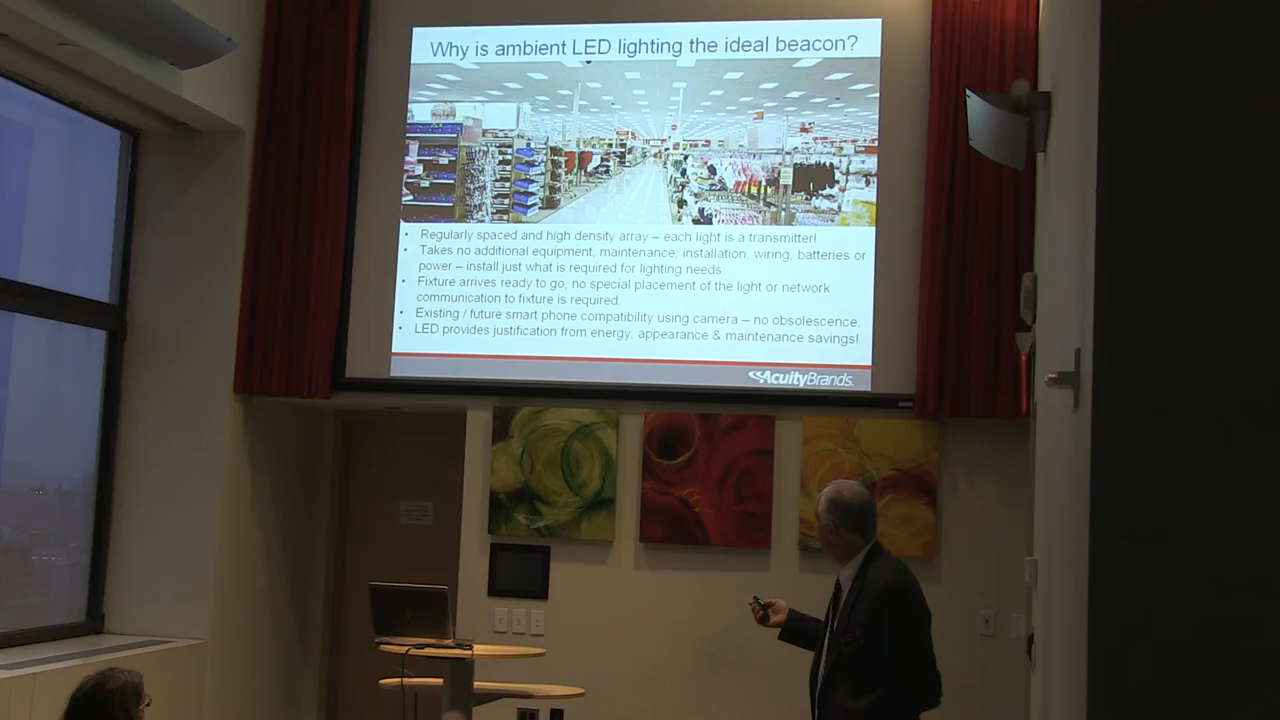 Why is ambient LED lighting the ideal beacon?
• Regularly spaced and high density array – each light is a transmitter!
• Takes no additional equipment, maintenance, installation, wiring, batteries or
power – install just what is required for lighting needs.
• Fixture arrives ready to go, no special placement of the light or network
communication to fixture is required.
• Existing / future smart phone compatibility using camera – no obsolescence.
• LED provides justification from energy, appearance & maintenance savings!
AcuityBrands.